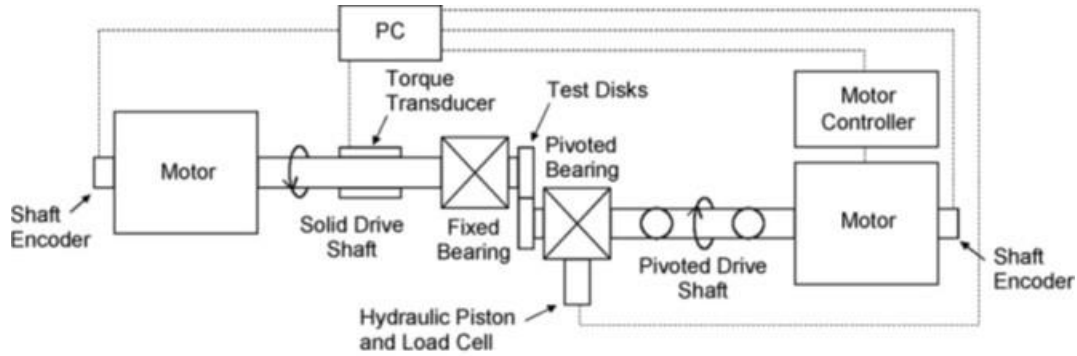 PC
Torque
Transducer
Test Disks
Motor
Controller
Pivoted
Bearing
Motor
Motor
Shaft
Encoder
Solid Drive
Shaft
Fixed
Bearing
Pivoted Drive
Shaft
Shaft
Encoder
Hydraulic Piston
and Load Cell